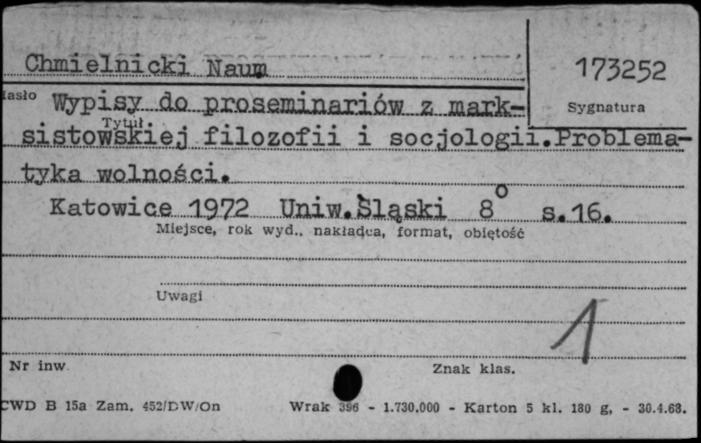 Chmielnicki Naum
173252
Hasło
Wypisy do proseminariów z mark-
Sygnatura
Tytuł
sistowskiej filozofii i socjologii.Problema-
tyka wolności.
Katowice 1972 Uniw.Śląski 8° s.16.
Miejsce, rok wyd., nakładca, format, objętość
Uwagi
1
Nr inw.
Znak klas.
CWD B 15a Zam. 452/DW/On Wrak 396 - 1.730.000 - Karton 5 kl. 180 g, - 30.4.68.